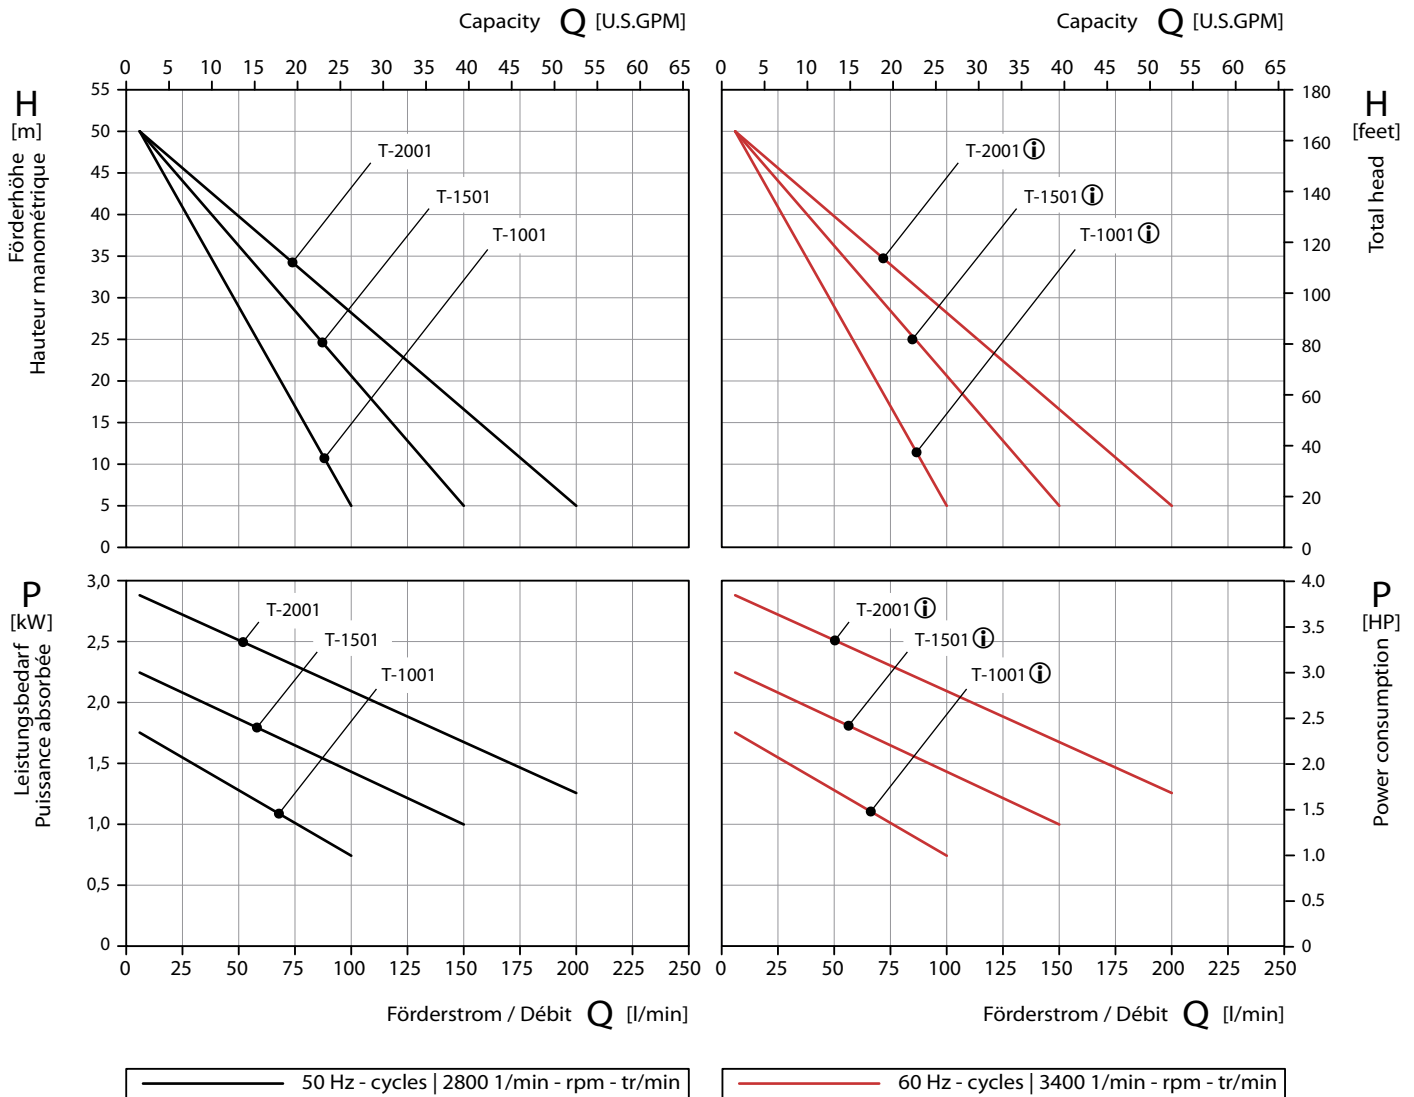 Capacity Q [U.S.GPM]
Capacity Q [U.S.GPM]
0 5 10 15 20 25 30 35 40 45 50 55 60 65
0 5 10 15 20 25 30 35 40 45 50 55 60 65
H
[m]
Förderhöhe
Hauteur manométrique
55
50
45
40
35
30
25
20
15
10
5
0
T-2001
T-1501
T-1001
T-2001 ⓘ
T-1501 ⓘ
T-1001 ⓘ
180
160
140
120
100
80
60
40
20
0
H
[feet]
Total head
P
[kW]
Leistungsbedarf
Puissance absorbée
3,0
2,5
2,0
1,5
1,0
0,5
0
T-2001
T-1501
T-1001
T-2001 ⓘ
T-1501 ⓘ
T-1001 ⓘ
4.0
3.5
3.0
2.5
2.0
1.5
1.0
0.5
0
P
[HP]
Power consumption
0 25 50 75 100 125 150 175 200 225 250
0 25 50 75 100 125 150 175 200 225 250
Förderstrom / Débit Q [l/min]
Förderstrom / Débit Q [l/min]
50 Hz - cycles | 2800 1/min - rpm - tr/min
60 Hz - cycles | 3400 1/min - rpm - tr/min